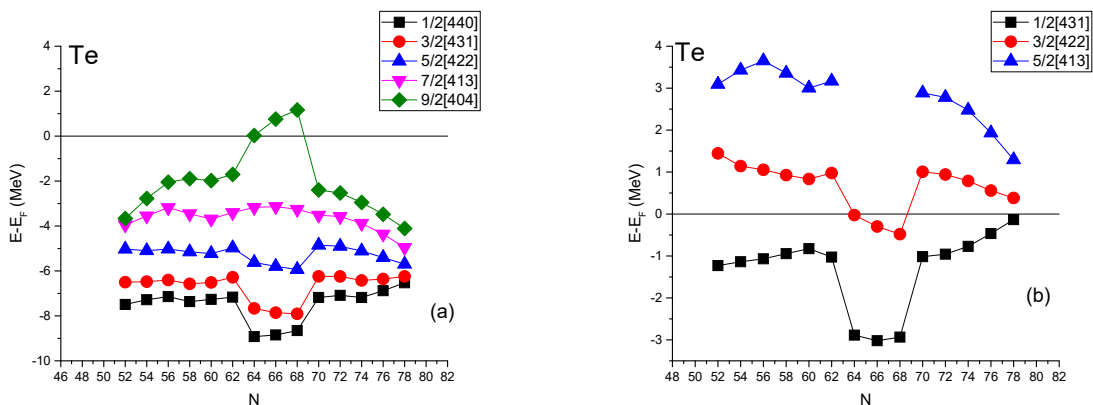 Te
1/2[440]
3/2[431]
5/2[422]
7/2[413]
9/2[404]
4
2
0
-2
-4
-6
-8
-10
E-E_F (MeV)
(a)
46 48 50 52 54 56 58 60 62 64 66 68 70 72 74 76 78 80 82
N
Te
1/2[431]
3/2[422]
5/2[413]
4
3
2
1
0
-1
-2
-3
E-E_F (MeV)
(b)
48 50 52 54 56 58 60 62 64 66 68 70 72 74 76 78 80 82
N